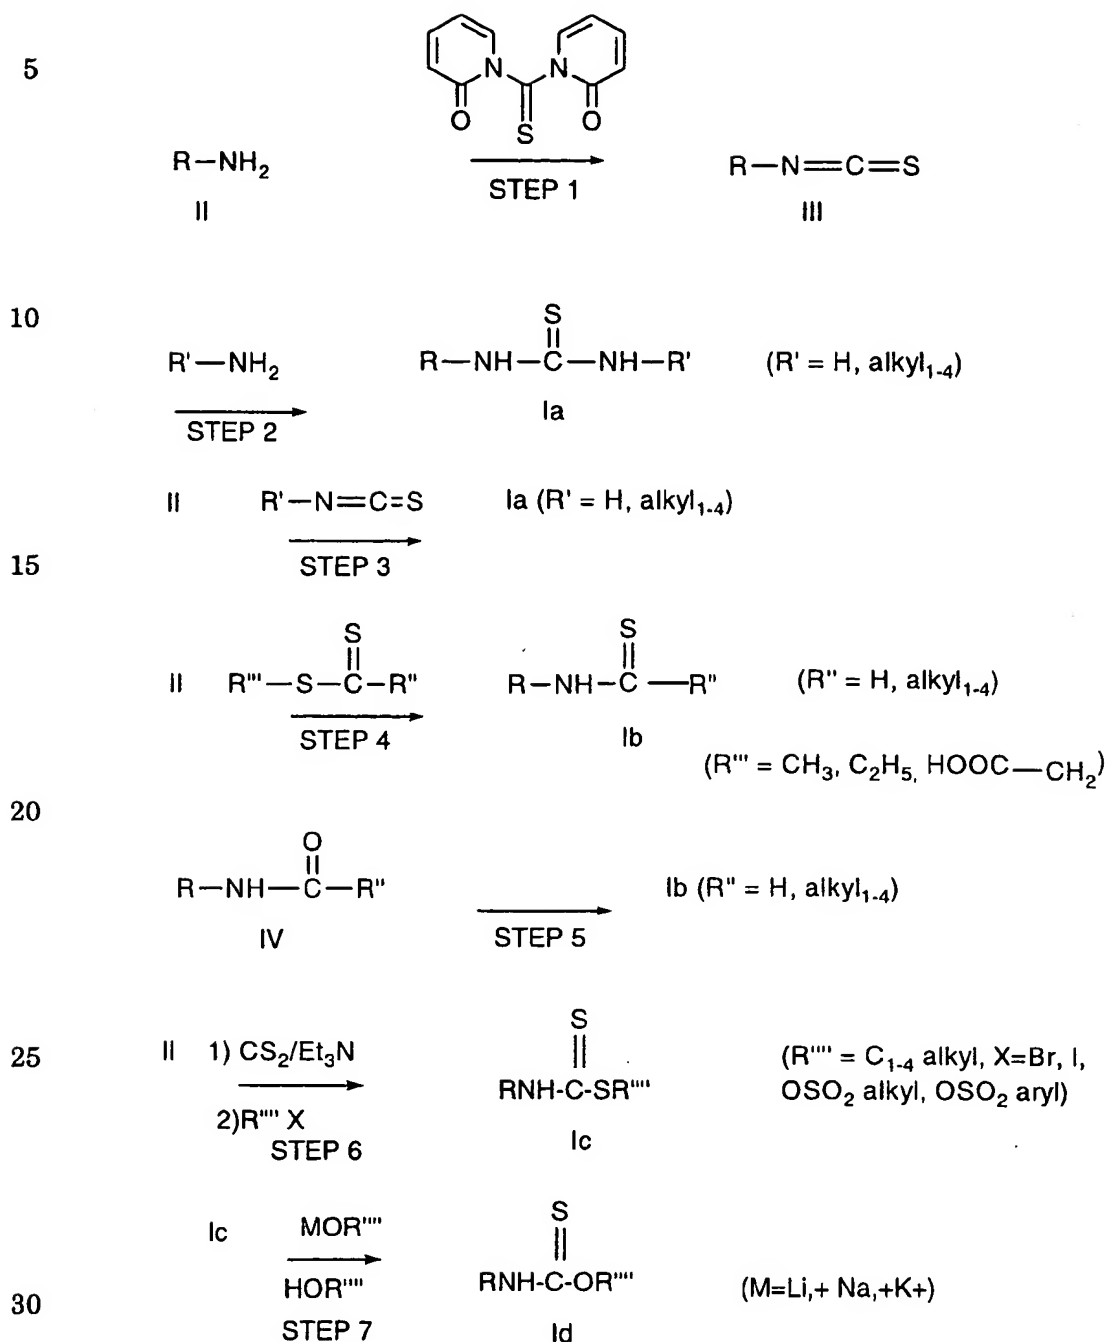 5
N N
O S O
R—NH2
STEP 1
R—N=C=S
II
III
10
S
R'—NH2
R—NH—C—NH—R' (R' = H, alkyl1-4)
Ia
STEP 2
II R'—N=C=S Ia (R' = H, alkyl1-4)
15
STEP 3
S S
II R'''—S—C—R'' R—NH—C—R'' (R'' = H, alkyl1-4)
STEP 4
Ib
(R''' = CH3, C2H5, HOOC—CH2)
20
O
R—NH—C—R'' Ib (R'' = H, alkyl1-4)
IV
STEP 5
S
25
II 1) CS2/Et3N
(R'''' = C1-4 alkyl, X=Br, I,
RNH-C-SR''''
OSO2 alkyl, OSO2 aryl)
2)R'''' X
STEP 6
Ic
S
Ic MOR''''
RNH-C-OR'''' (M=Li,+ Na,+K+)
HOR''''
30
STEP 7
Id